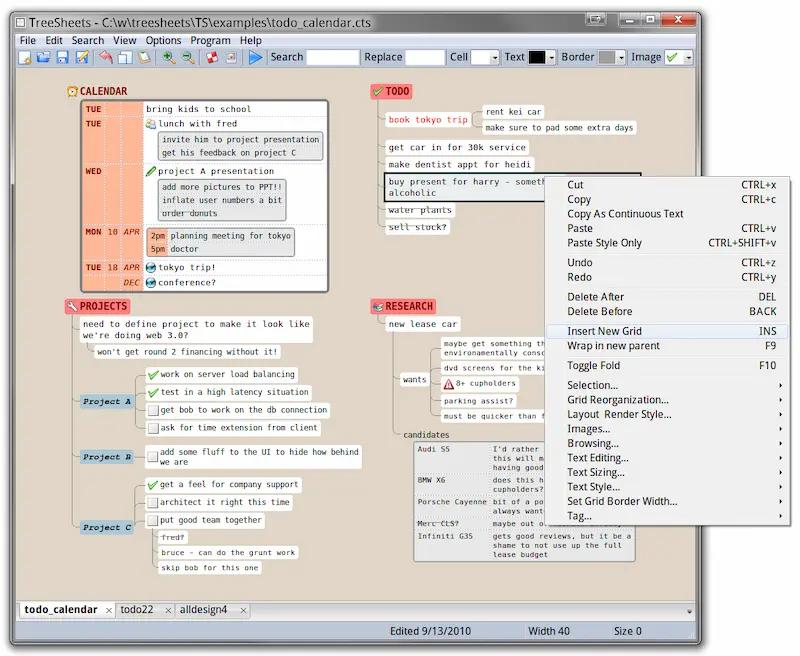 TreeSheets - C:\w\treesheets\TS\examples\todo_calendar.cts
File Edit Search View Options Program Help
Search Replace Cell Text Border Image
CALENDAR
TUE bring kids to school
TUE lunch with fred
invite him to project presentation
get his feedback on project C
WED project A presentation
add more pictures to PPT!!
inflate user numbers a bit
order donuts
MON 10 APR 2pm planning meeting for tokyo
5pm doctor
TUE 18 APR tokyo trip!
DEC conference?
TODO
book tokyo trip
rent kei car
make sure to pad some extra days
get car in for 30k service
make dentist appt for heidi
buy present for harry - someth
alcoholic
water plants
sell stock?
PROJECTS
need to define project to make it look like
we're doing web 3.0?
won't get round 2 financing without it!
Project A
work on server load balancing
test in a high latency situation
get bob to work on the db connection
ask for time extension from client
Project B
add some fluff to the UI to hide how behind
we are
Project C
get a feel for company support
architect it right this time
put good team together
fred?
bruce - can do the grunt work
skip bob for this one
RESEARCH
new lease car
wants
maybe get something th
environamentally consc
dvd screens for the ki
8+ cupholders?
parking assist?
must be quicker than f
candidates
Audi S5 I'd rather
this will m
having good
BMW X6 does this h
cupholders?
Porsche Cayenne bit of a po
always want
Merc CLS? maybe out o
Infiniti G35 gets good reviews, but it be a
shame to not use up the full
lease budget
Cut CTRL+x
Copy CTRL+c
Copy As Continuous Text
Paste CTRL+v
Paste Style Only CTRL+SHIFT+v
Undo CTRL+z
Redo CTRL+y
Delete After DEL
Delete Before BACK
Insert New Grid INS
Wrap in new parent F9
Toggle Fold F10
Selection...
Grid Reorganization...
Layout Render Style...
Images...
Browsing...
Text Editing...
Text Sizing...
Text Style...
Set Grid Border Width...
Tag...
todo_calendar todo22 alldesign4
Edited 9/13/2010 Width 40 Size 0